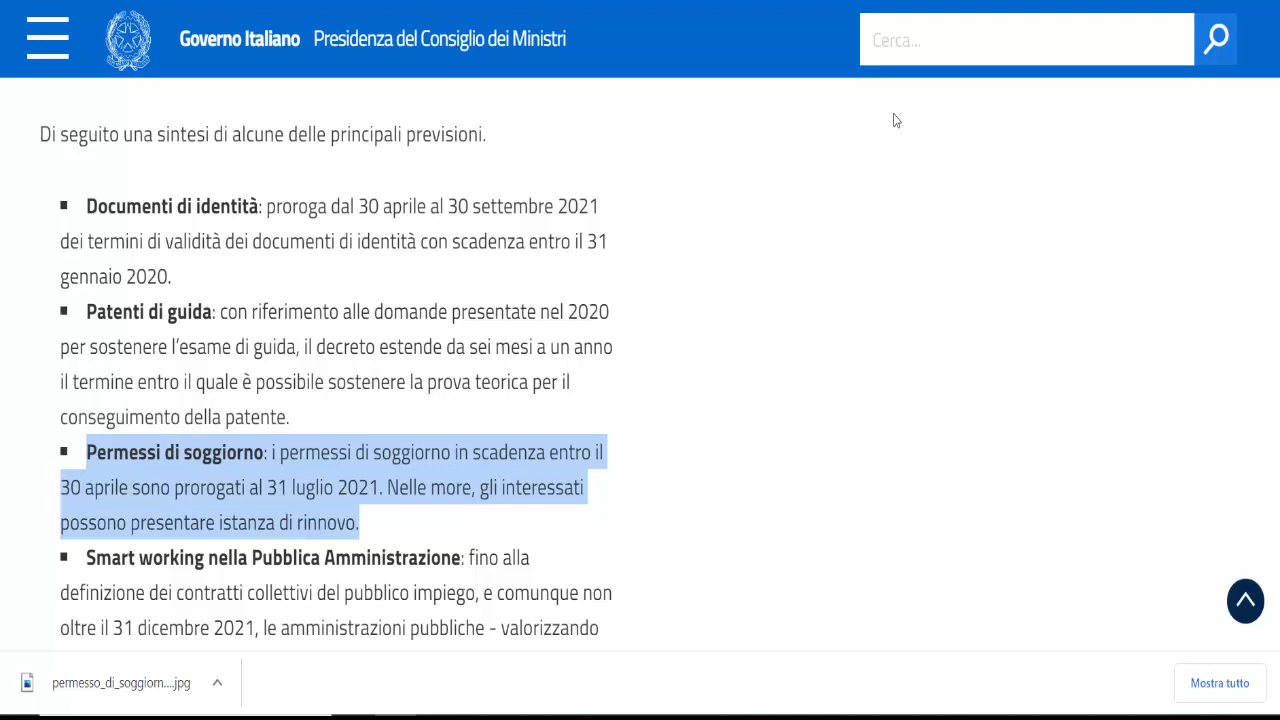 Governo Italiano Presidenza del Consiglio dei Ministri
Cerca...
Di seguito una sintesi di alcune delle principali previsioni.
Documenti di identità: proroga dal 30 aprile al 30 settembre 2021
dei termini di validità dei documenti di identità con scadenza entro il 31
gennaio 2020.
Patenti di guida: con riferimento alle domande presentate nel 2020
per sostenere l'esame di guida, il decreto estende da sei mesi a un anno
il termine entro il quale è possibile sostenere la prova teorica per il
conseguimento della patente.
Permessi di soggiorno: i permessi di soggiorno in scadenza entro il
30 aprile sono prorogati al 31 luglio 2021. Nelle more, gli interessati
possono presentare istanza di rinnovo.
Smart working nella Pubblica Amministrazione: fino alla
definizione dei contratti collettivi del pubblico impiego, e comunque non
oltre il 31 dicembre 2021, le amministrazioni pubbliche - valorizzando
permesso_di_soggiorn....jpg
Mostra tutto